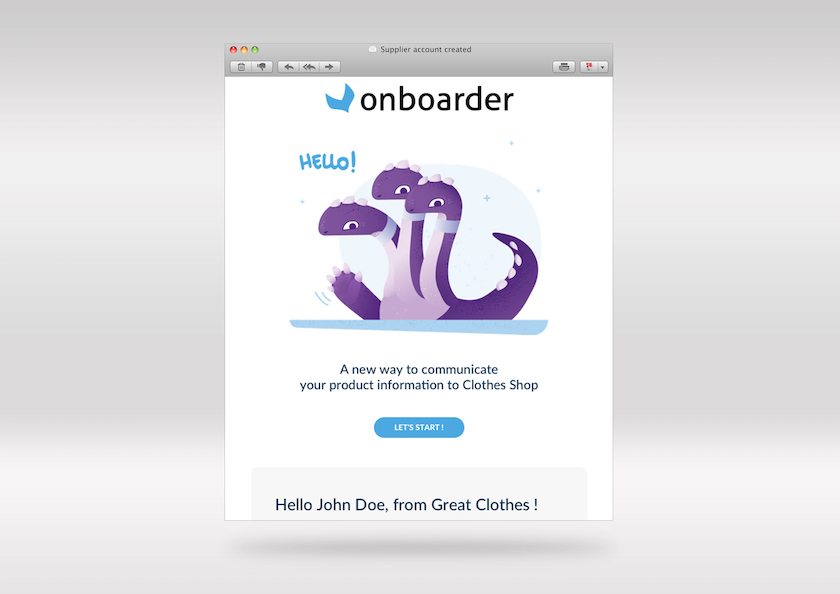 Supplier account created
onboarder
HELLO!
A new way to communicate
your product information to Clothes Shop
LET'S START !
Hello John Doe, from Great Clothes !